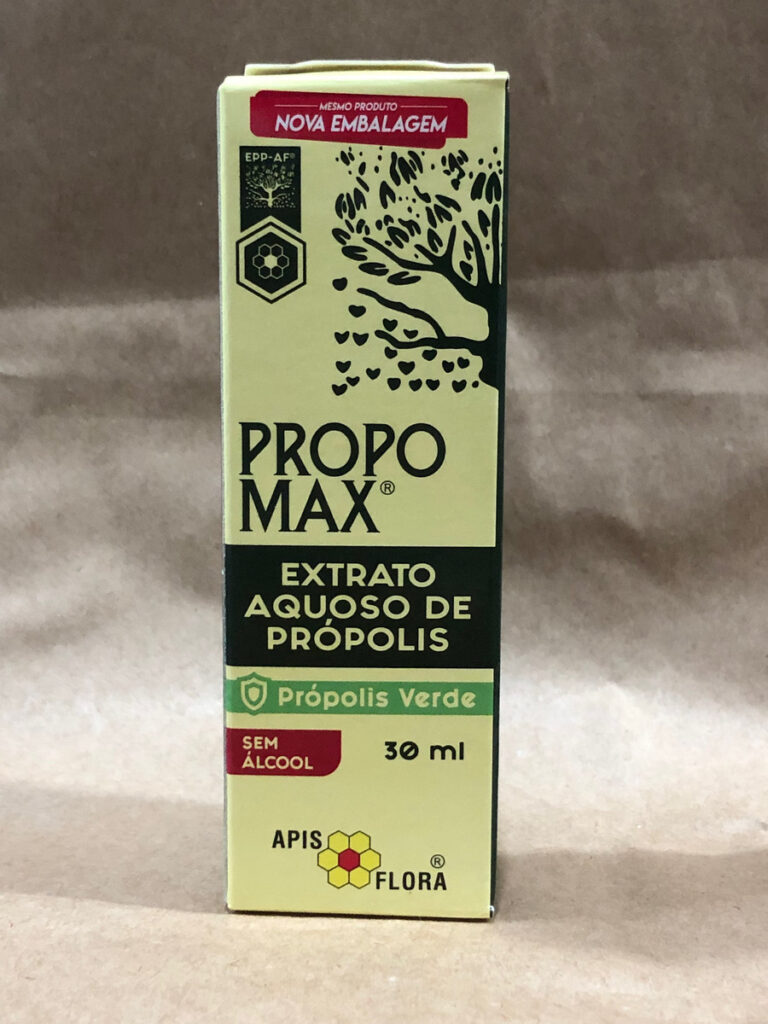 MESMO PRODUTO
NOVA EMBALAGEM
EPP-AF®
PROPO
MAX®
EXTRATO
AQUOSO DE
PRÓPOLIS
Própolis Verde
SEM
ÁLCOOL
30 ml
APIS
FLORA®